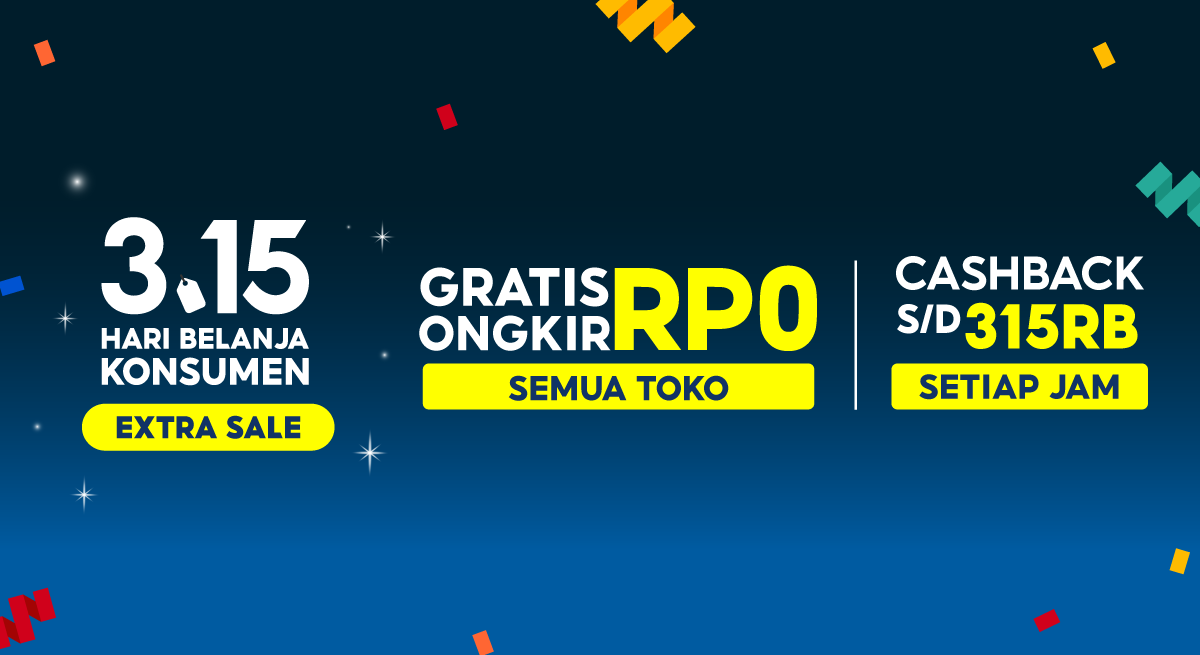 3.15
HARI BELANJA
KONSUMEN
EXTRA SALE
GRATIS
ONGKIR
RP0
SEMUA TOKO
CASHBACK
S/D 315RB
SETIAP JAM